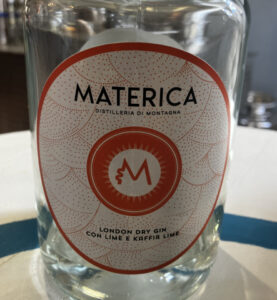 MATERICA
DISTILLERIA DI MONTAGNA
M
LONDON DRY GIN
CON LIME E KAFFIR LIME